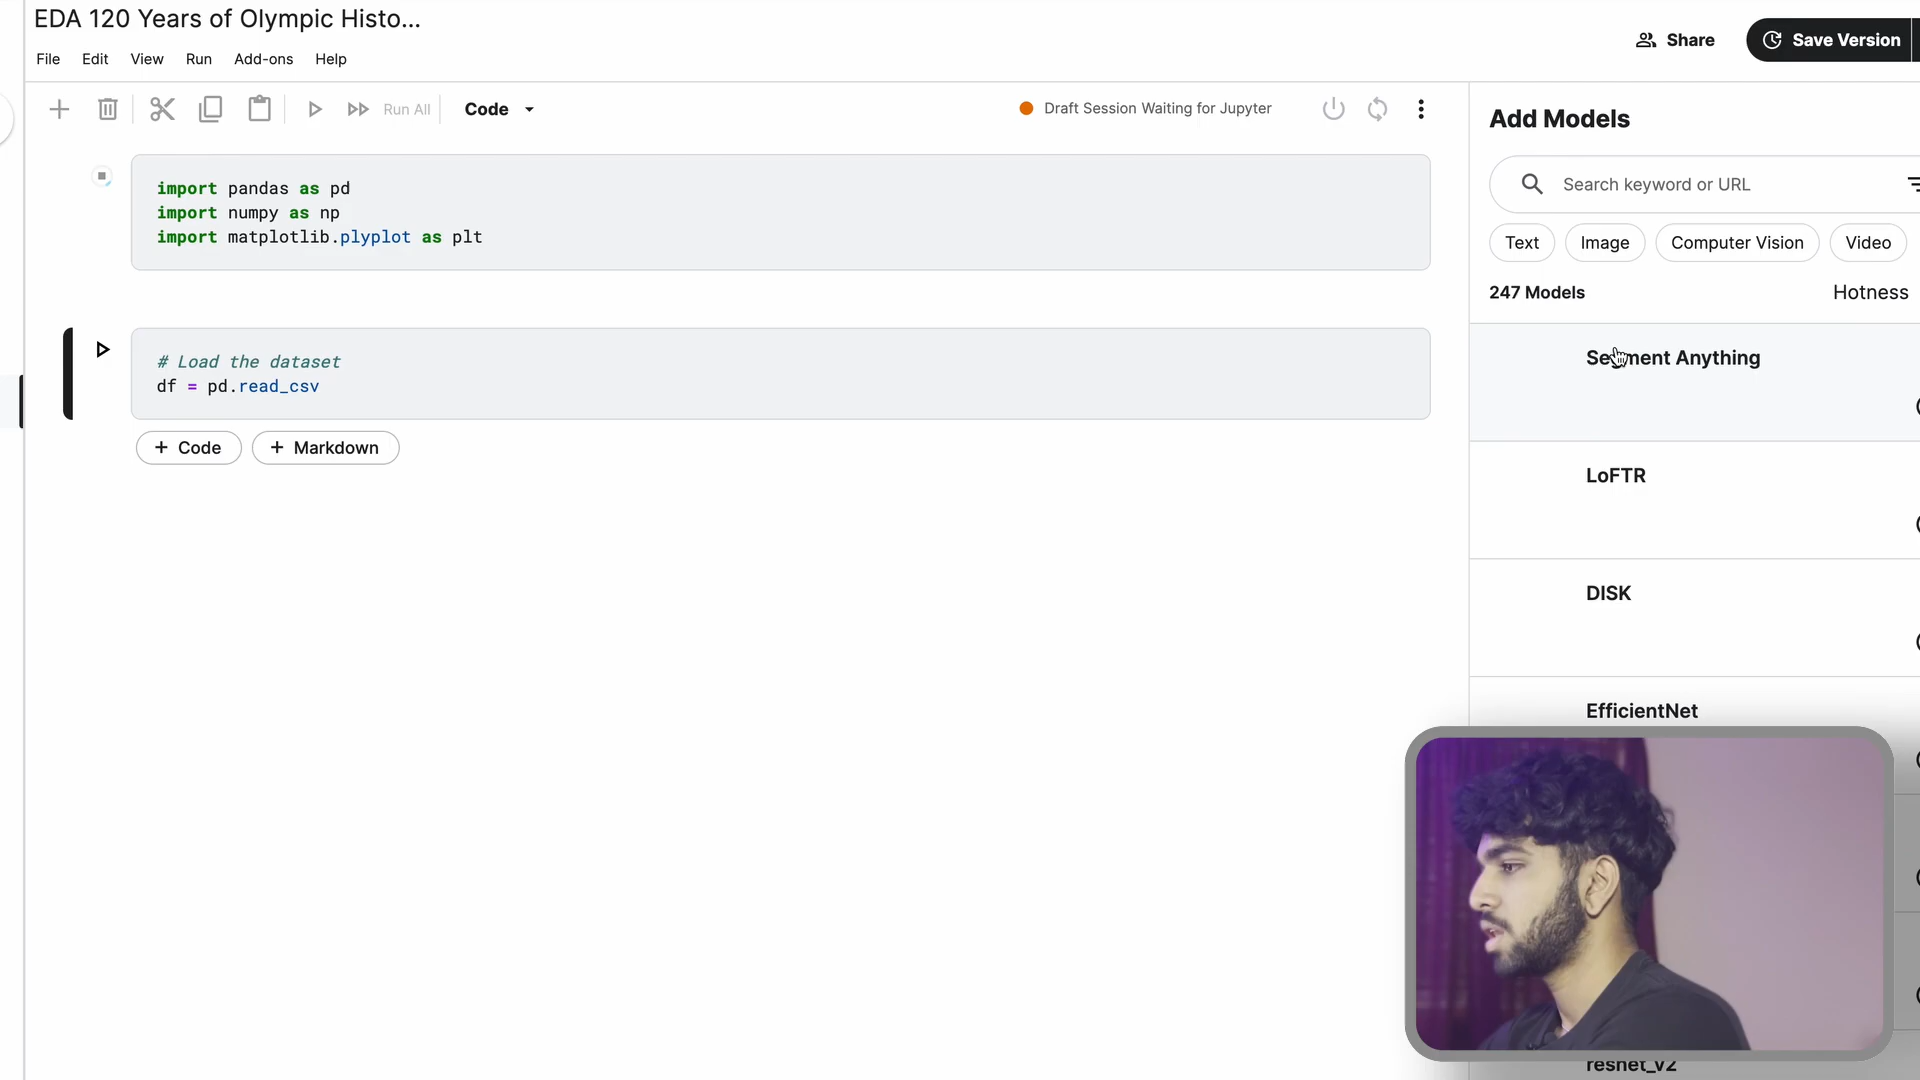 EDA 120 Years of Olympic Histo...
File Edit View Run Add-ons Help
Share
Save Version
Run All
Code
Draft Session Waiting for Jupyter
import pandas as pd
import numpy as np
import matplotlib.plyplot as plt
# Load the dataset
df = pd.read_csv
+ Code
+ Markdown
Add Models
Search keyword or URL
Text
Image
Computer Vision
Video
247 Models
Hotness
Segment Anything
LoFTR
DISK
EfficientNet
resnet_v2